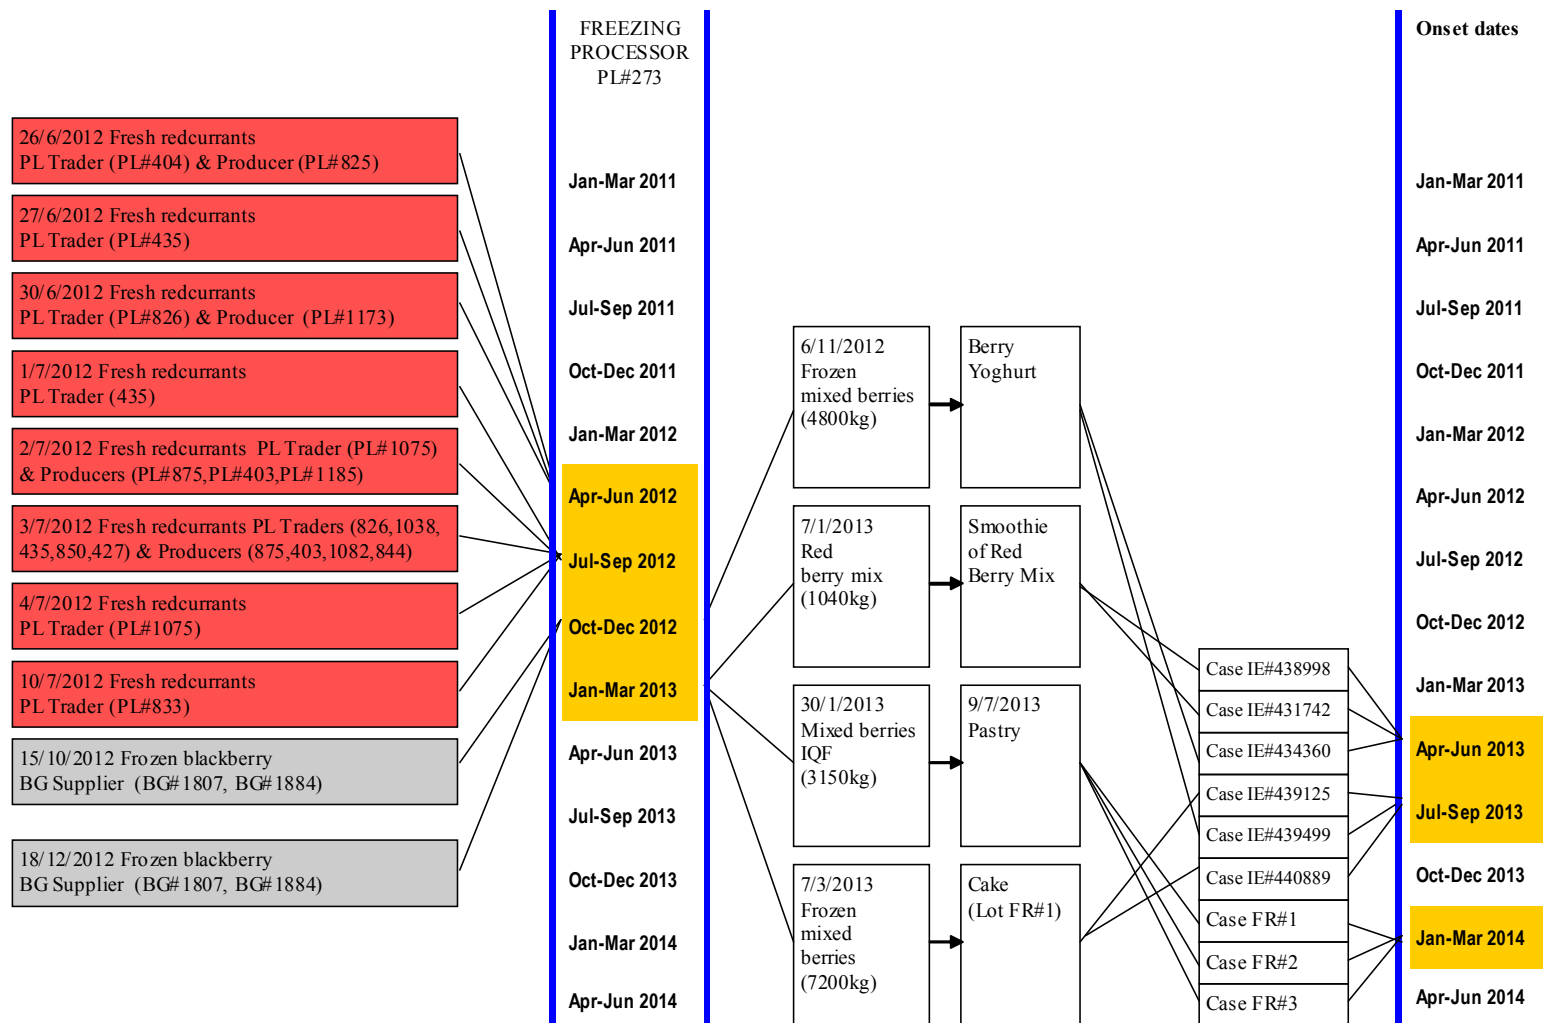 FREEZING
PROCESSOR
PL#273
Onset dates
26/6/2012 Fresh redcurrants
PL Trader (PL#404) & Producer (PL#825)
27/6/2012 Fresh redcurrants
PL Trader (PL#435)
30/6/2012 Fresh redcurrants
PL Trader (PL#826) & Producer (PL#1173)
1/7/2012 Fresh redcurrants
PL Trader (435)
2/7/2012 Fresh redcurrants PL Trader (PL#1075)
& Producers (PL#875,PL#403,PL#1185)
3/7/2012 Fresh redcurrants PL Traders (826,1038,
435,850,427) & Producers (875,403,1082,844)
4/7/2012 Fresh redcurrants
PL Trader (PL#1075)
10/7/2012 Fresh redcurrants
PL Trader (PL#833)
15/10/2012 Frozen blackberry
BG Supplier (BG#1807, BG#1884)
18/12/2012 Frozen blackberry
BG Supplier (BG#1807, BG#1884)
Jan-Mar 2011
Apr-Jun 2011
Jul-Sep 2011
Oct-Dec 2011
Jan-Mar 2012
Apr-Jun 2012
Jul-Sep 2012
Oct-Dec 2012
Jan-Mar 2013
Apr-Jun 2013
Jul-Sep 2013
Oct-Dec 2013
Jan-Mar 2014
Apr-Jun 2014
6/11/2012
Frozen
mixed berries
(4800kg)
Berry
Yoghurt
7/1/2013
Red
berry mix
(1040kg)
Smoothie
of Red
Berry Mix
30/1/2013
Mixed berries
IQF
(3150kg)
9/7/2013
Pastry
7/3/2013
Frozen
mixed
berries
(7200kg)
Cake
(Lot FR#1)
Case IE#438998
Case IE#431742
Case IE#434360
Case IE#439125
Case IE#439499
Case IE#440889
Case FR#1
Case FR#2
Case FR#3
Jan-Mar 2011
Apr-Jun 2011
Jul-Sep 2011
Oct-Dec 2011
Jan-Mar 2012
Apr-Jun 2012
Jul-Sep 2012
Oct-Dec 2012
Jan-Mar 2013
Apr-Jun 2013
Jul-Sep 2013
Oct-Dec 2013
Jan-Mar 2014
Apr-Jun 2014